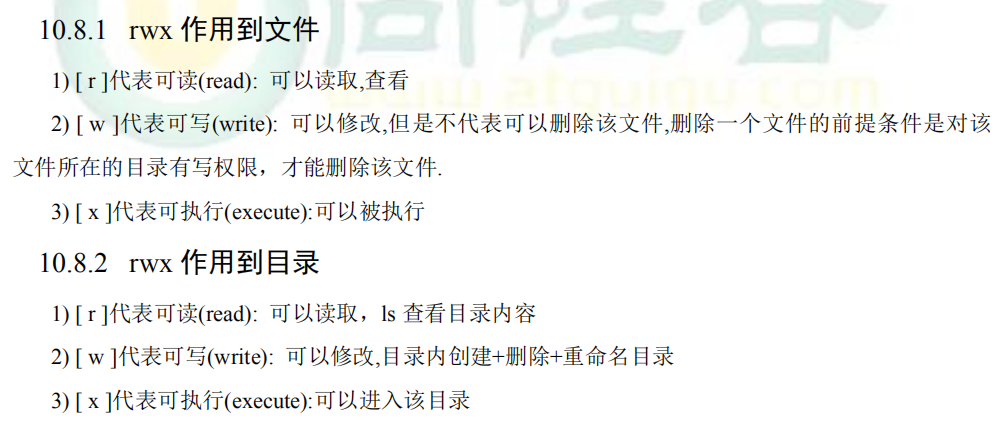 尚硅谷
www.atguigu.com
10.8.1 rwx 作用到文件
1) [ r ]代表可读(read): 可以读取,查看
2) [ w ]代表可写(write): 可以修改,但是不代表可以删除该文件,删除一个文件的前提条件是对该
文件所在的目录有写权限，才能删除该文件.
3) [ x ]代表可执行(execute):可以被执行
10.8.2 rwx 作用到目录
1) [ r ]代表可读(read): 可以读取，ls 查看目录内容
2) [ w ]代表可写(write): 可以修改,目录内创建+删除+重命名目录
3) [ x ]代表可执行(execute):可以进入该目录